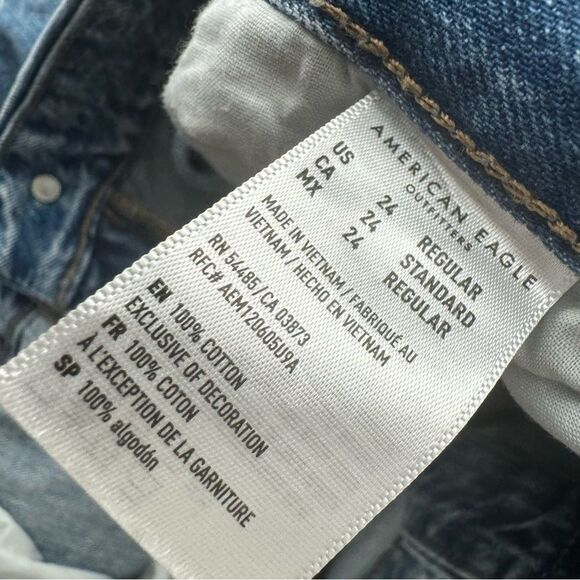 AMERICAN EAGLE
OUTFITTERS
US 24 REGULAR
CA 24 STANDARD
MX 24 REGULAR
MADE IN VIETNAM / FABRIQUÉ AU
VIETNAM / HECHO EN VIETNAM
RN 54485/CA 03873
RFC# AEM120606U9A
EN 100% COTTON
EXCLUSIVE OF DECORATION
FR 100% COTON
À L'EXCEPTION DE LA GARNITURE
SP 100% algodón